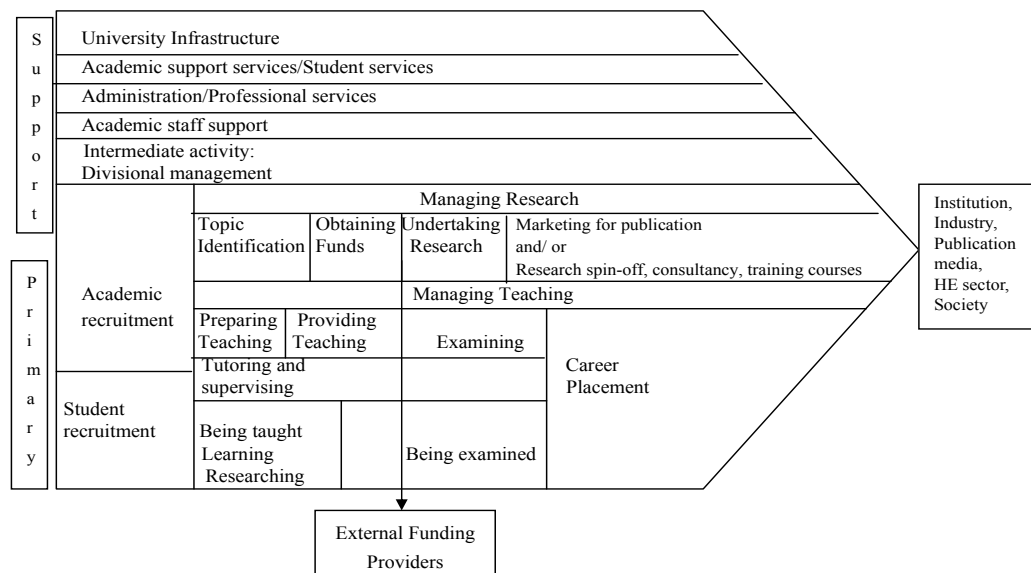 Support
University Infrastructure
Academic support services/Student services
Administration/Professional services
Academic staff support
Intermediate activity:
Divisional management
Primary
Academic
recruitment
Student
recruitment
Managing Research
Topic
Identification
Obtaining
Funds
Undertaking
Research
Marketing for publication
and/ or
Research spin-off, consultancy, training courses
Managing Teaching
Preparing
Teaching
Providing
Teaching
Examining
Tutoring and
supervising
Being taught
Learning
Researching
Being examined
Career
Placement
Institution,
Industry,
Publication
media,
HE sector,
Society
External Funding
Providers